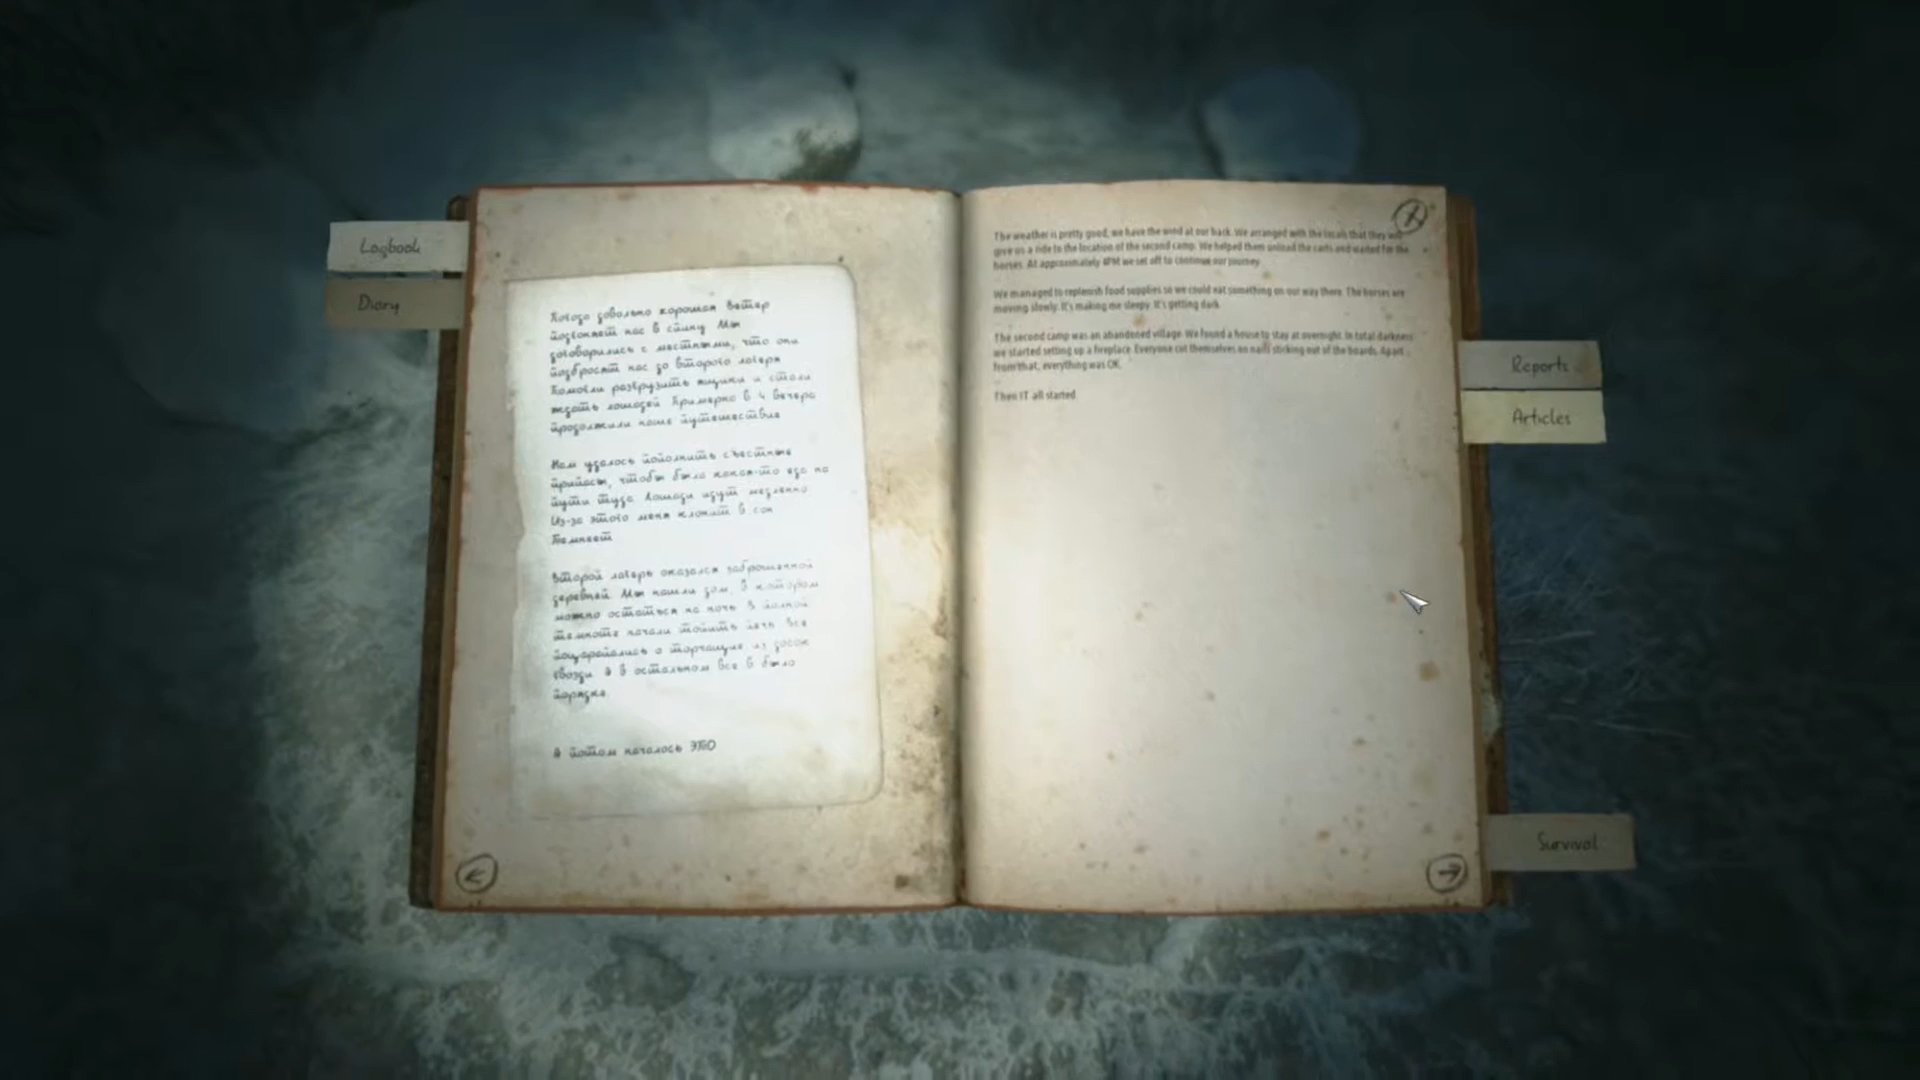 Logbook
Diary
Погода довольно хорошая Ветер
подгоняет нас в спину Мы
договорились с местными, что они
подбросят нас до второго лагеря
Помогли разгрузить ящики и стали
ждать лошадей Примерно в 4 вечера
продолжили наше путешествие
Нам удалось пополнить съестные
припасы, чтобы была какая-то еда на
пути туда Лошади идут медленно
Из-за этого меня клонит в сон
Темнеет
Второй лагерь оказался заброшенной
деревней. Мы нашли дом, в котором
можно остаться на ночь В полной
темноте начали топить печь Все
поцарапались о торчащие из досок
гвозди А в остальном все в было
порядке.
А потом началось ЭТО
The weather is pretty good, we have the wind at our back. We arranged with the locals that they will
give us a ride to the location of the second camp. We helped them unload the carts and waited for the
horses. At approximately 4PM we set off to continue our journey.
We managed to replenish food supplies so we could eat something on our way there. The horses are
moving slowly. It's making me sleepy. It's getting dark.
The second camp was an abandoned village. We found a house to stay at overnight. In total darkness
we started setting up a fireplace. Everyone cut themselves on nails sticking out of the boards. Apart
from that, everything was OK.
Then IT all started
Reports
Articles
Survival